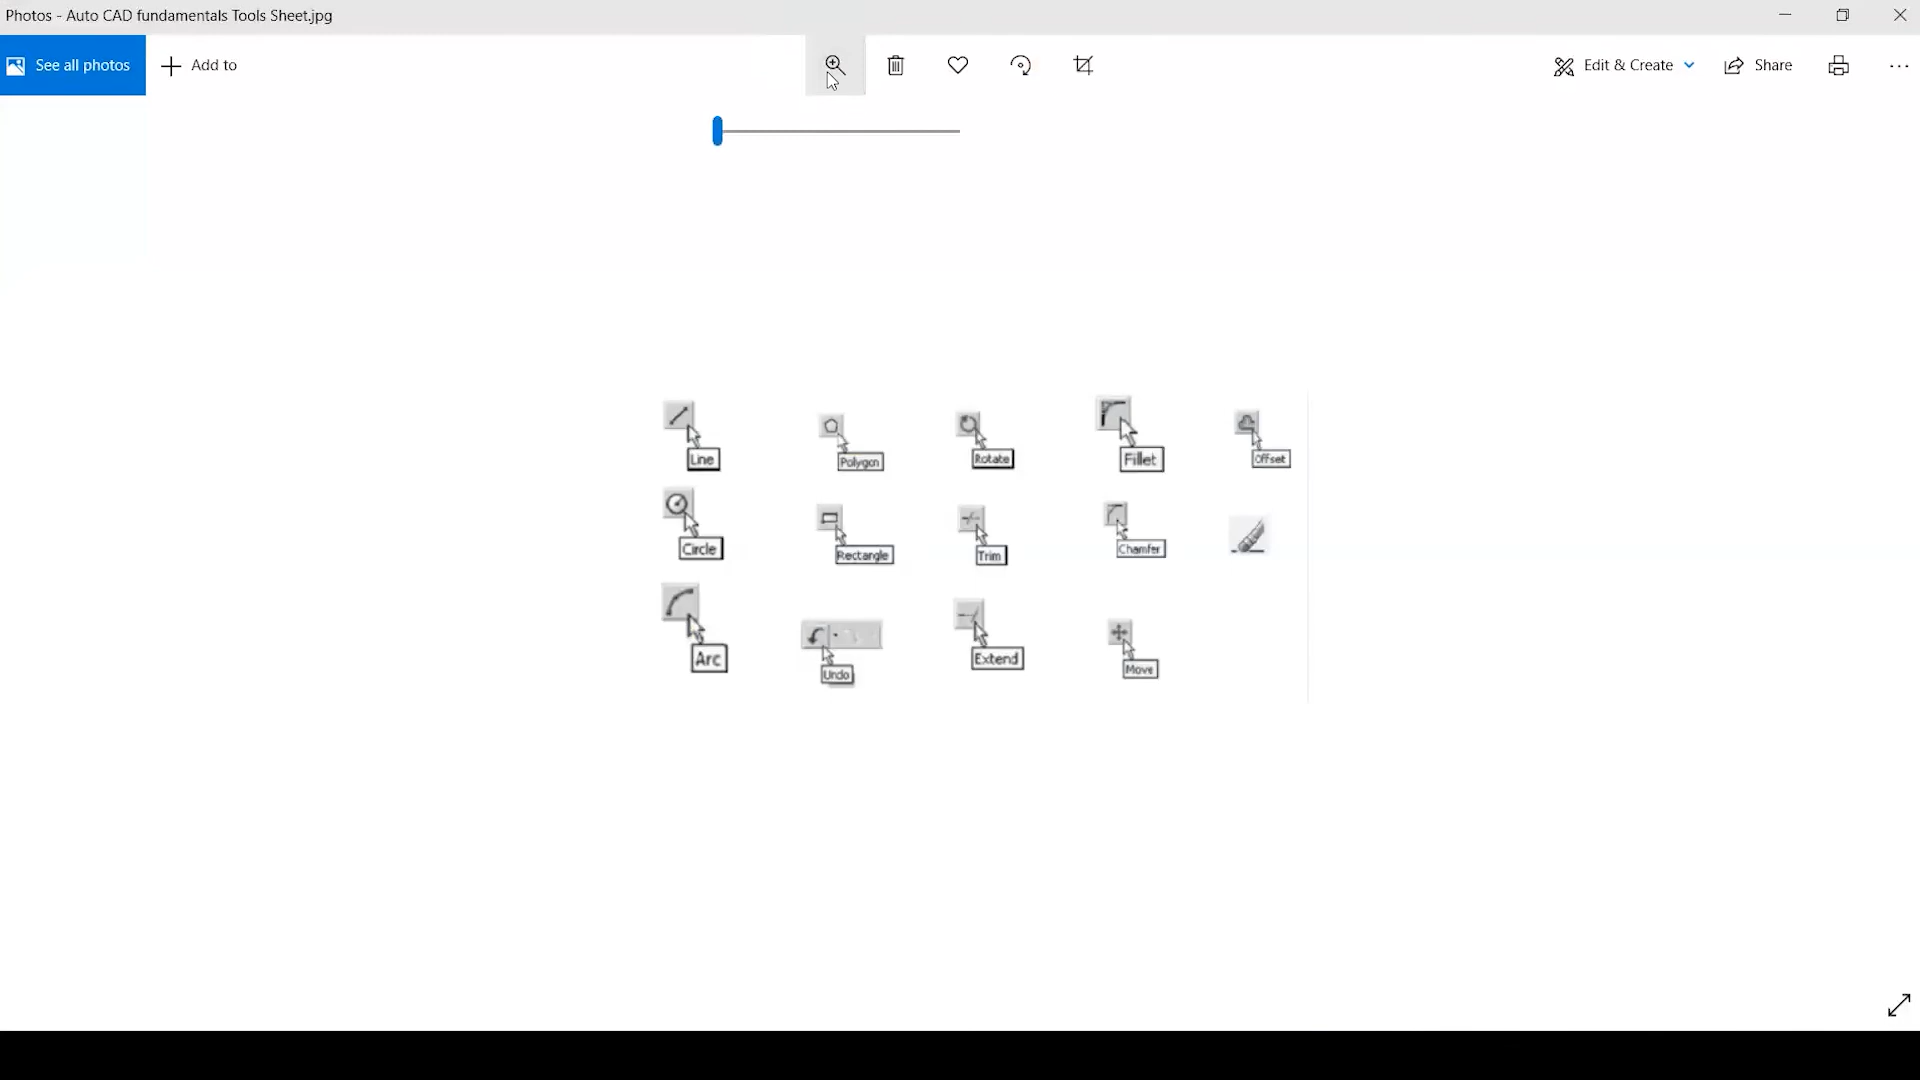 Photos - Auto CAD fundamentals Tools Sheet.jpg
See all photos
Add to
Edit & Create
Share
Line
Polygon
Rotate
Fillet
Offset
Circle
Rectangle
Trim
Chamfer
Arc
Undo
Extend
Move